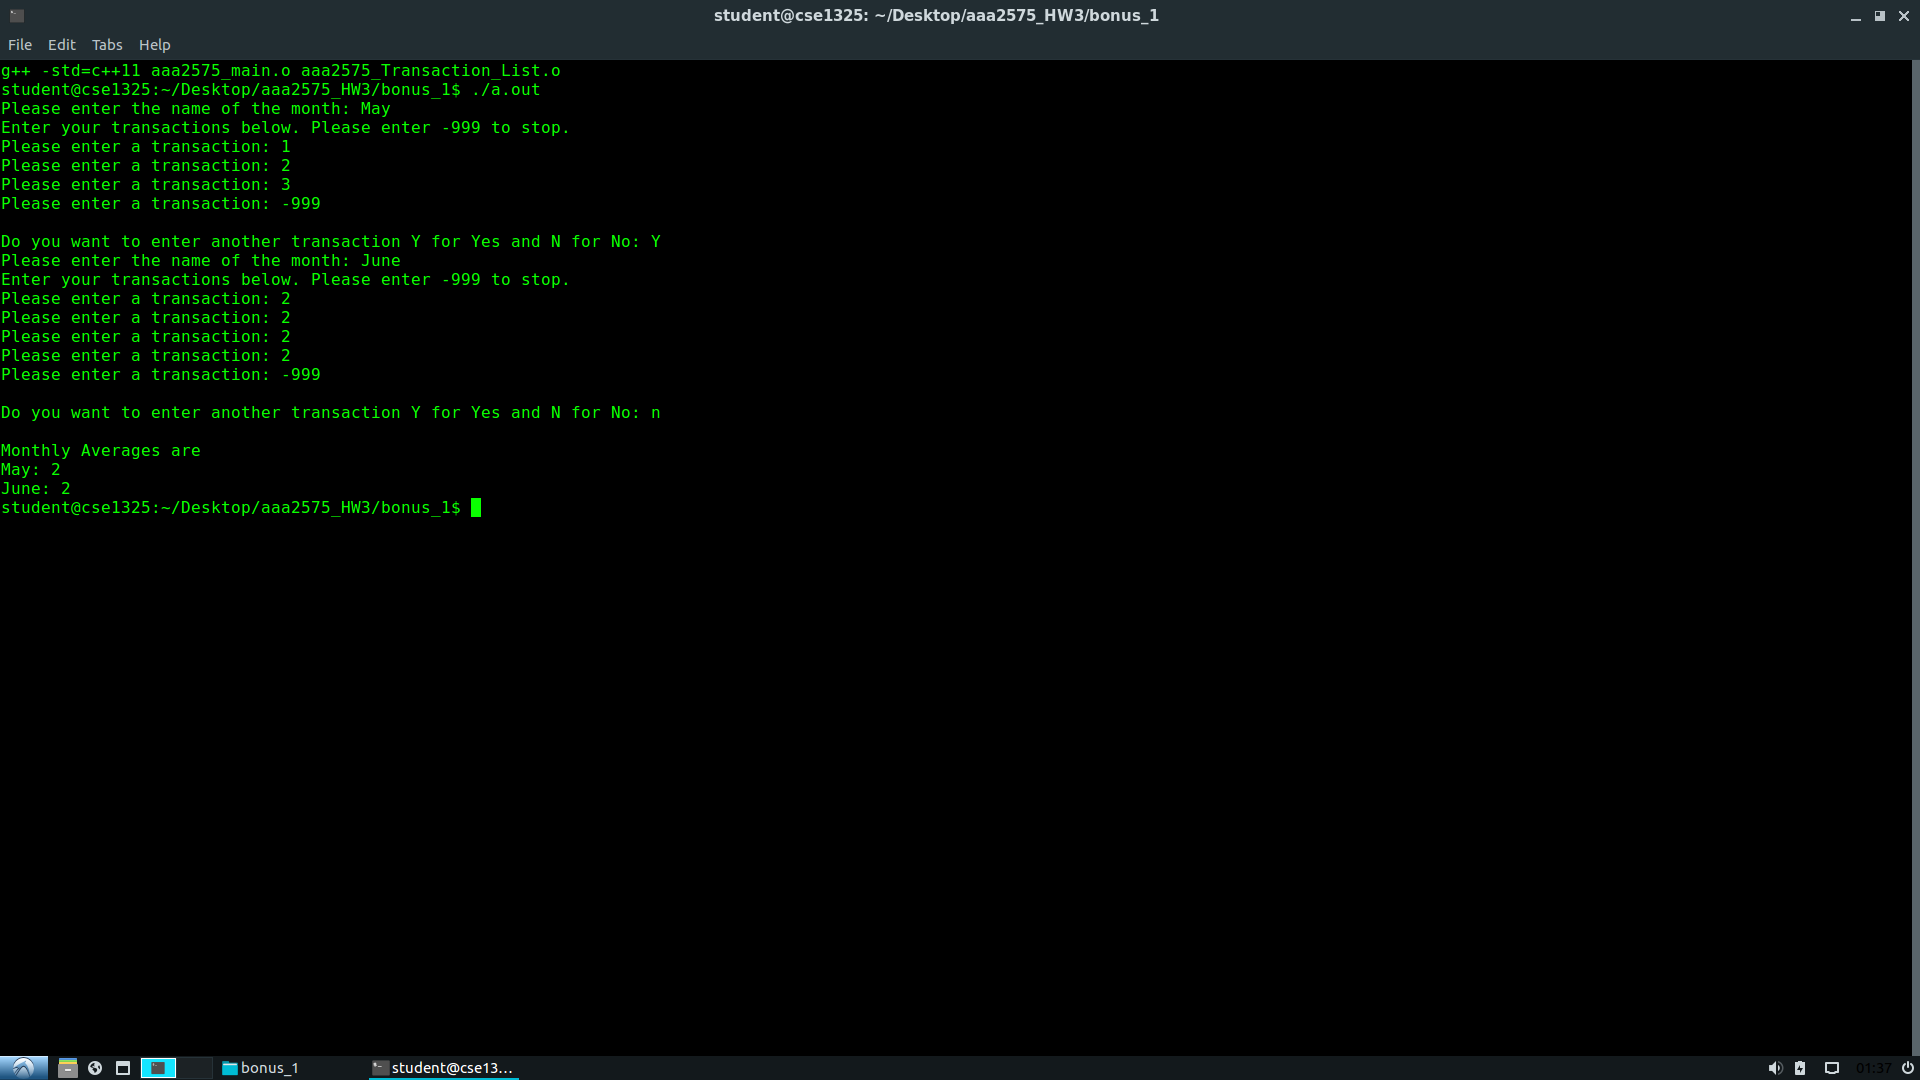 student@cse1325: ~/Desktop/aaa2575_HW3/bonus_1
File Edit Tabs Help
g++ -std=c++11 aaa2575_main.o aaa2575_Transaction_List.o
student@cse1325:~/Desktop/aaa2575_HW3/bonus_1$ ./a.out
Please enter the name of the month: May
Enter your transactions below. Please enter -999 to stop.
Please enter a transaction: 1
Please enter a transaction: 2
Please enter a transaction: 3
Please enter a transaction: -999
Do you want to enter another transaction Y for Yes and N for No: Y
Please enter the name of the month: June
Enter your transactions below. Please enter -999 to stop.
Please enter a transaction: 2
Please enter a transaction: 2
Please enter a transaction: 2
Please enter a transaction: 2
Please enter a transaction: -999
Do you want to enter another transaction Y for Yes and N for No: n
Monthly Averages are
May: 2
June: 2
student@cse1325:~/Desktop/aaa2575_HW3/bonus_1$
bonus_1 student@cse13... 01:37